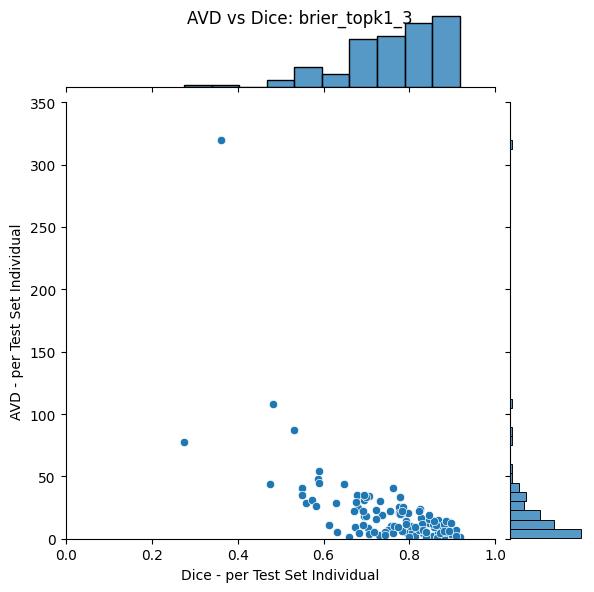 AVD vs Dice: brier_topk1_3
350
300
250
200
150
100
50
0
AVD - per Test Set Individual
0.0 0.2 0.4 0.6 0.8 1.0
Dice - per Test Set Individual